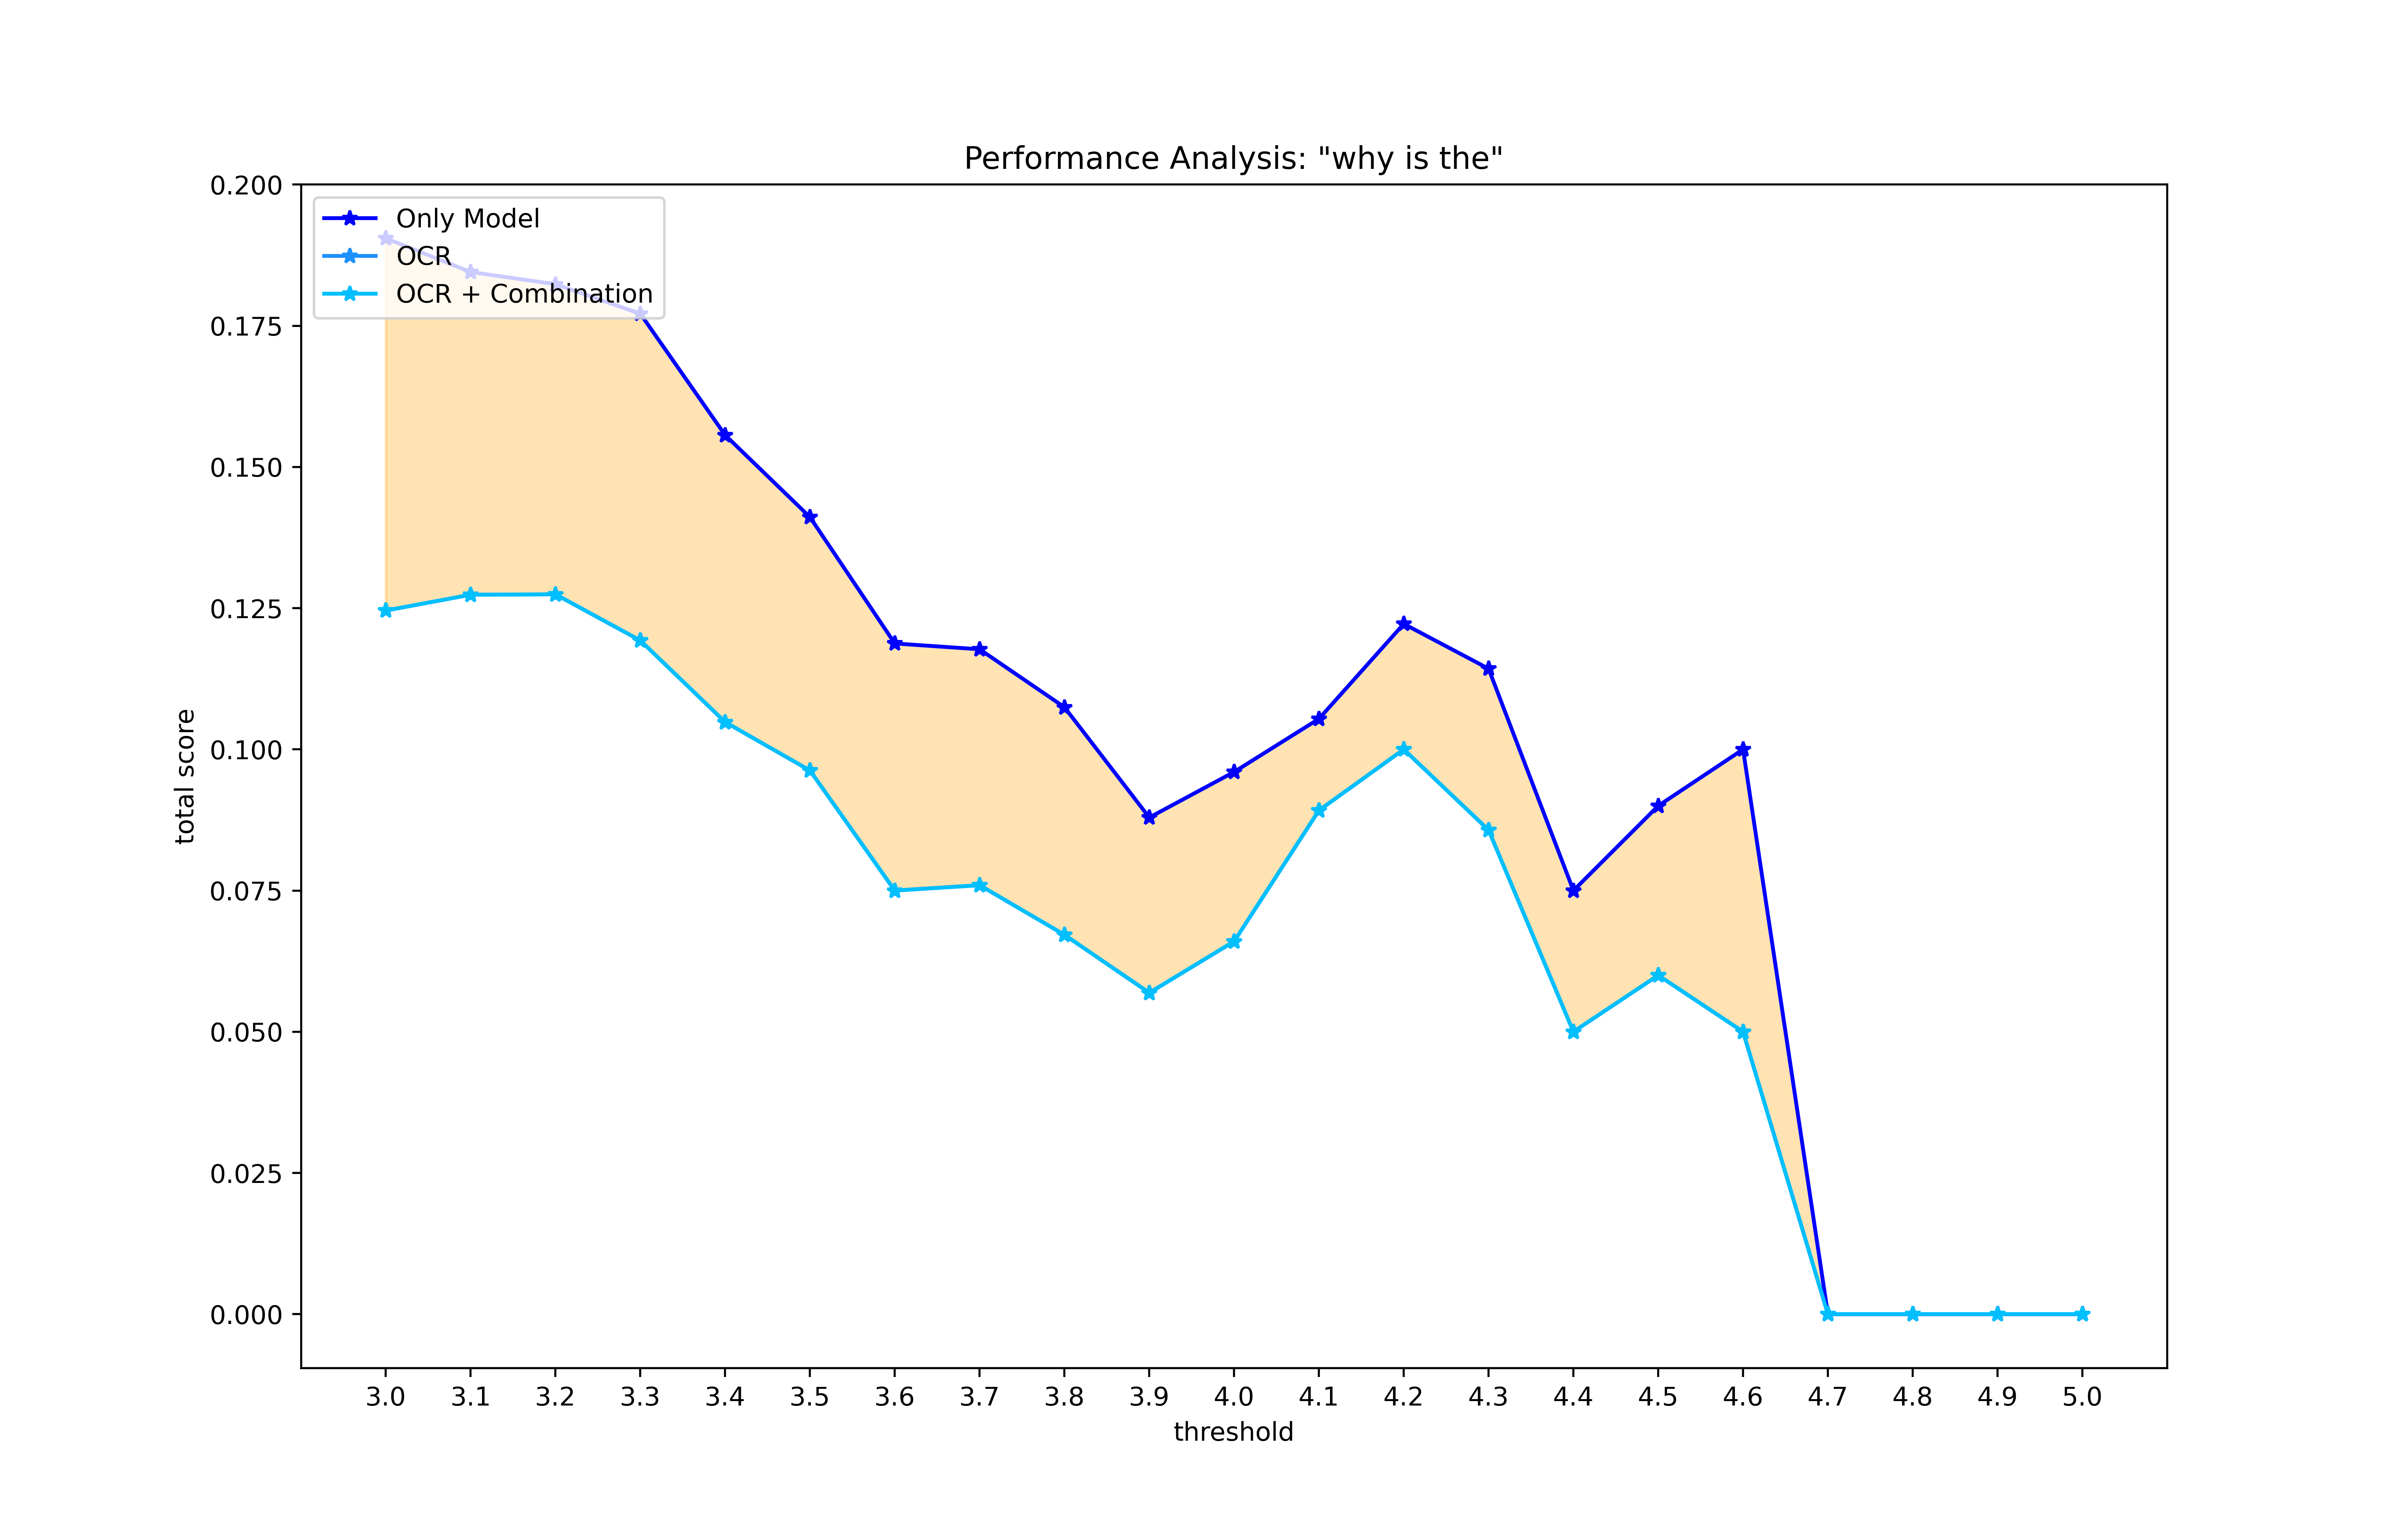 Performance Analysis: "why is the"
Only Model
OCR
OCR + Combination
total score
0.200
0.175
0.150
0.125
0.100
0.075
0.050
0.025
0.000
3.0 3.1 3.2 3.3 3.4 3.5 3.6 3.7 3.8 3.9 4.0 4.1 4.2 4.3 4.4 4.5 4.6 4.7 4.8 4.9 5.0
threshold